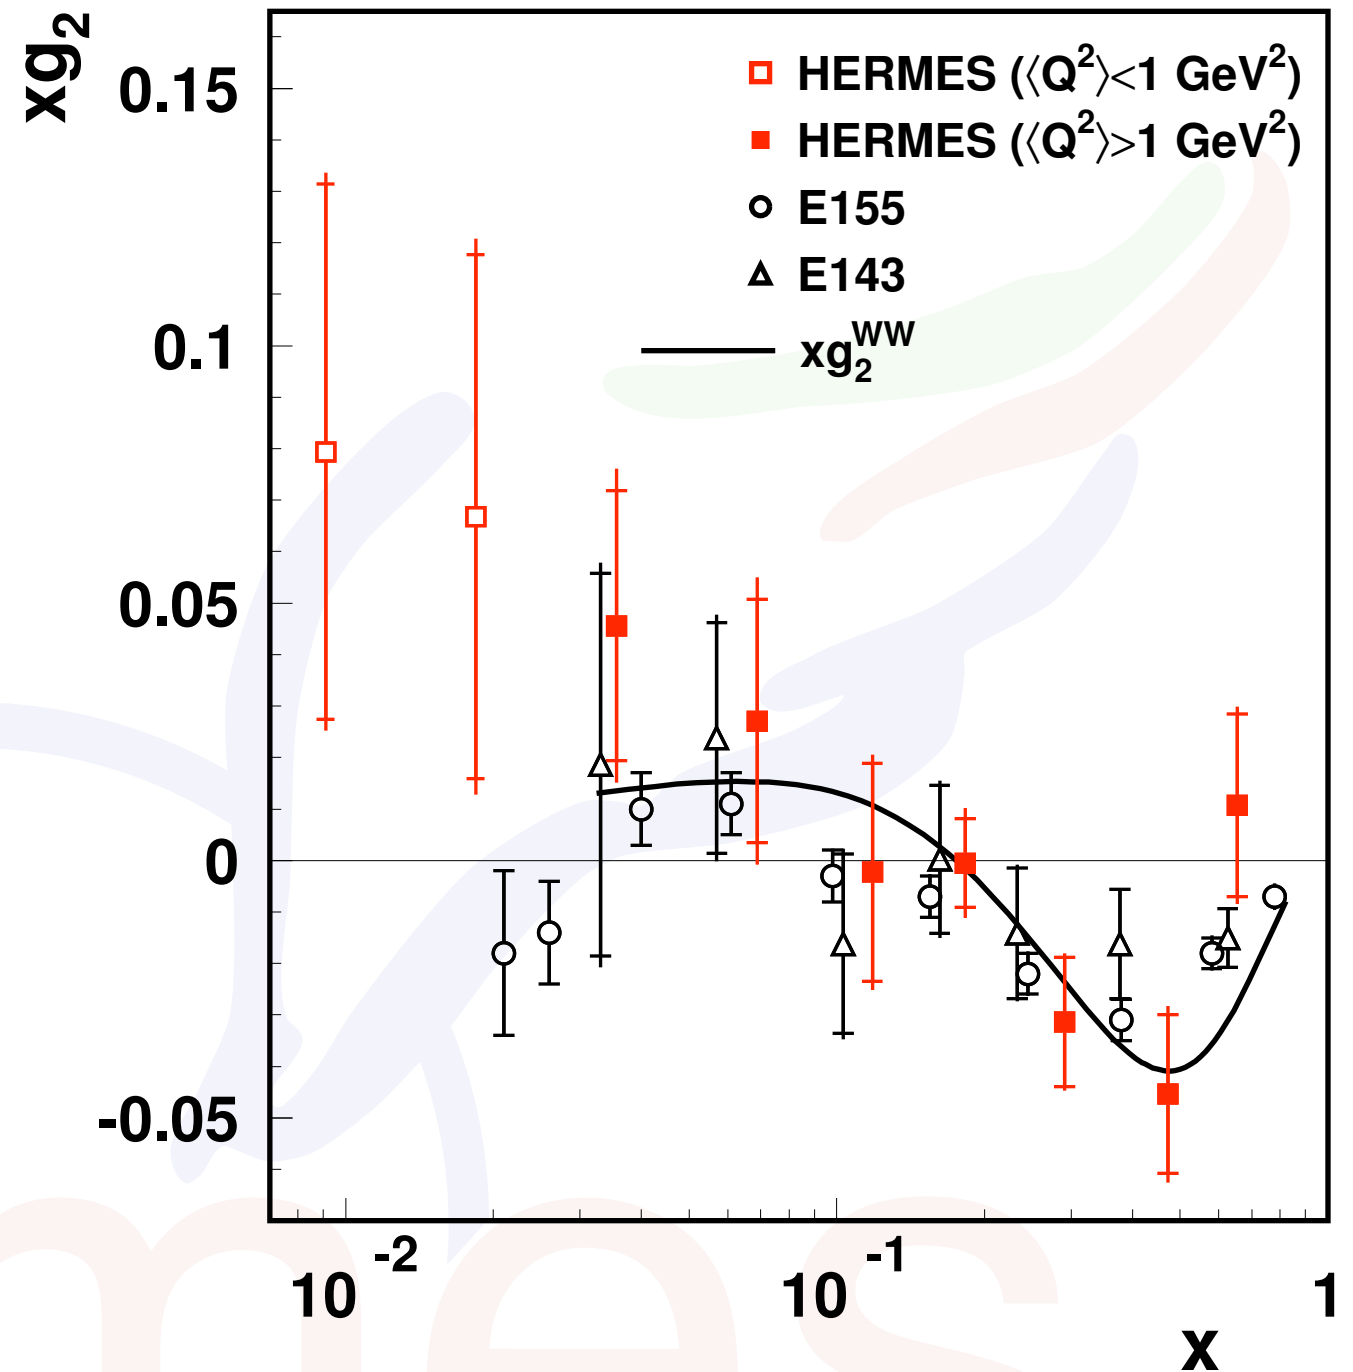 xg₂
HERMES (⟨Q²⟩<1 GeV²)
HERMES (⟨Q²⟩>1 GeV²)
E155
E143
xg₂ᵂᵂ
0.15
0.1
0.05
0
-0.05
10⁻²
10⁻¹
1
x
mes